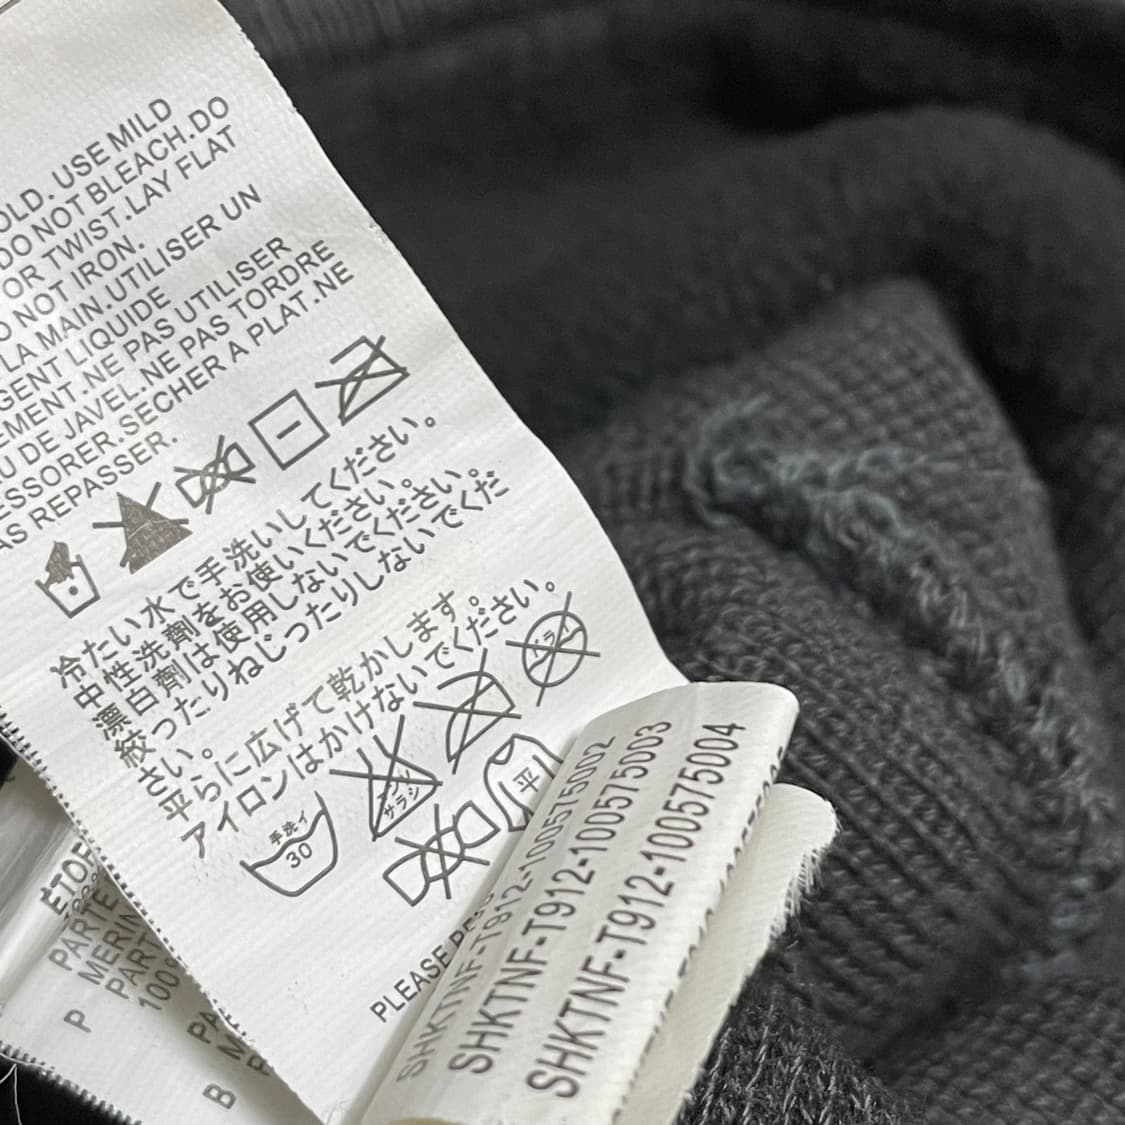 OLD. USE MILD
DO NOT BLEACH.DO
OR TWIST.LAY FLAT
NOT IRON.
LA MAIN.UTILISER UN
GENT LIQUIDE
EMENT.NE PAS UTILISER
U DE JAVEL.NE PAS TORDRE
ESSORER.SECHER A PLAT.NE
AS REPASSER.
冷たい水で手洗いしてください。
中性洗剤をお使いください。
漂白剤は使用しないでください。
絞ったりねじったりしないでくだ
さい。
平らに広げて乾かします。
アイロンはかけないでください。
手洗イ
30
サラシ
平
PLEASE
SHKTNF-T912-100575002
SHKTNF-T912-100575003
SHKTNF-T912-100575004
ÉTOF
PARTE
P MERIN
PART
100
PA
B M